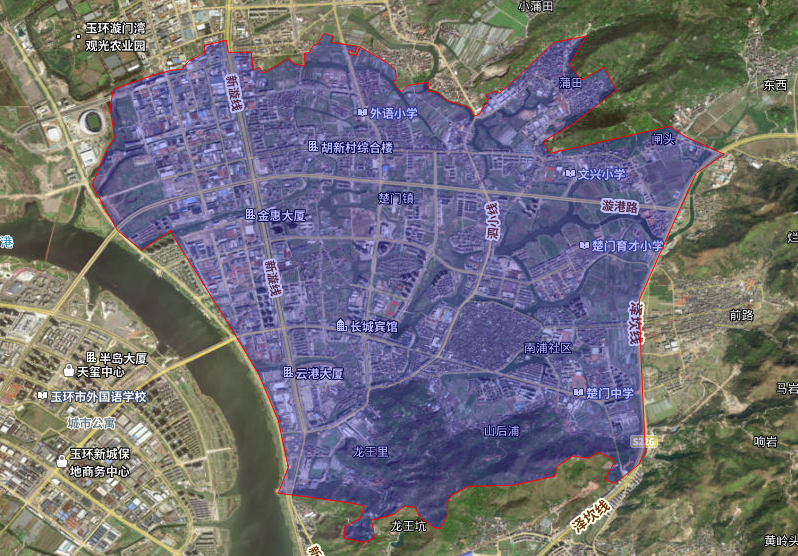 小蒲田
玉环漩门湾
观光农业园
新漩线
蒲田
东西
外语小学
胡新村综合楼
闸头
文兴小学
楚门镇
漩港路
金惠大厦
泗小线
港
楚门育才小学
烂
新漩线
泽坎线
前路
长城宾馆
南浦社区
半岛大厦
天玺中心
云港大厦
玉环市外国语学校
楚门中学
马岩
城市公寓
山后浦
S226
响岩
龙王里
玉环新城保
地商务中心
泽坎线
龙王坑
黄岭头